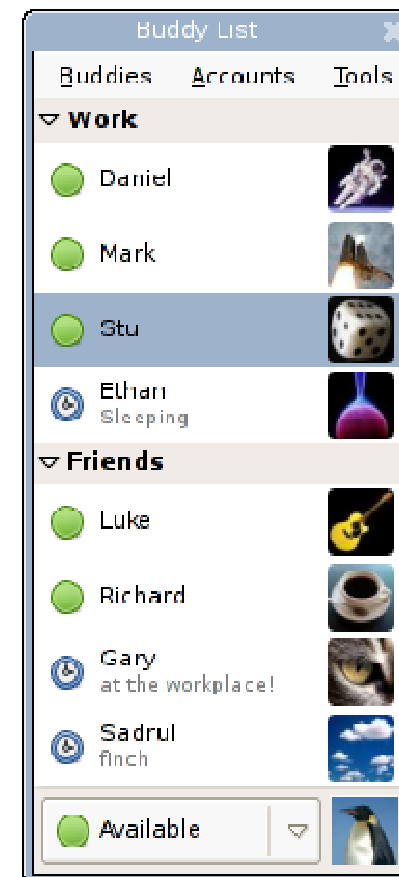 Buddy List
Buddies Accounts Tools
Work
Daniel
Mark
Stu
Ethan
Sleeping
Friends
Luke
Richard
Gary
at the workplace!
Sadrul
finch
Available